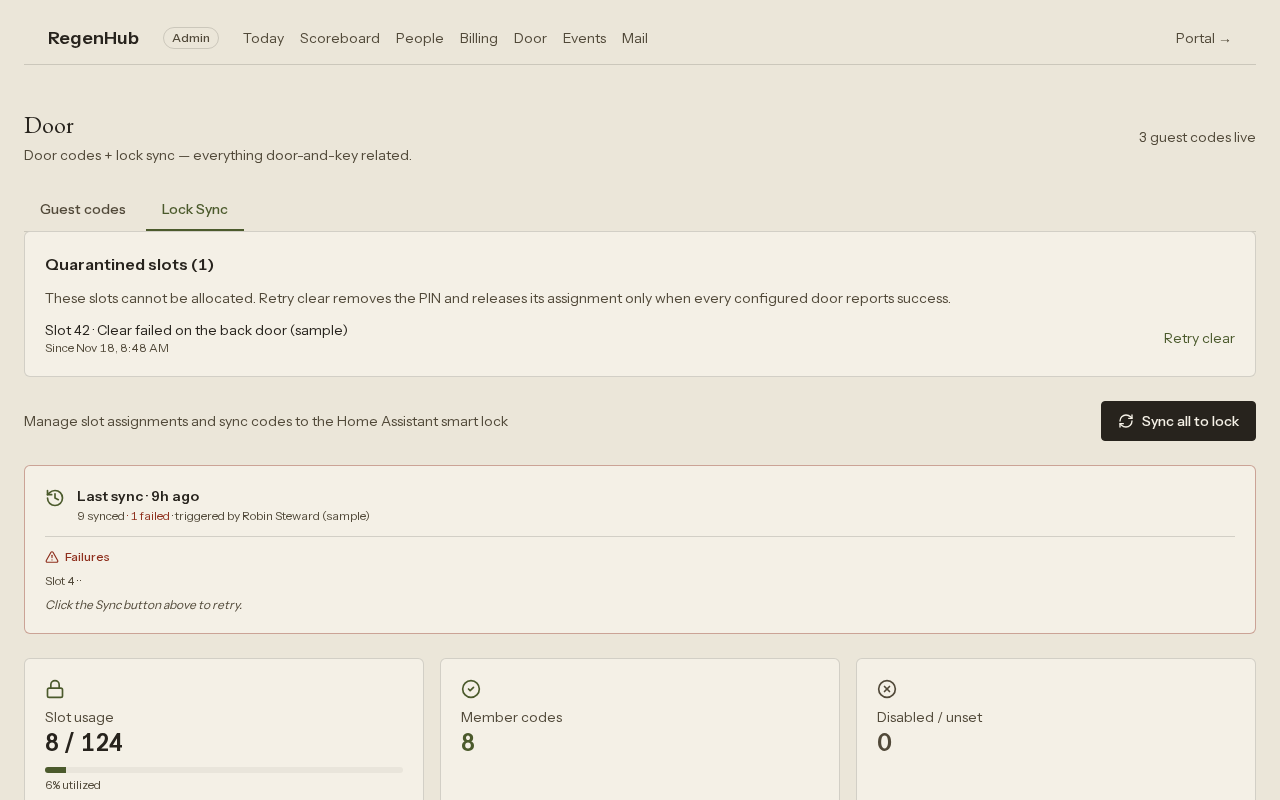 RegenHub Admin Today Scoreboard People Billing Door Events Mail Portal →
Door
Door codes + lock sync — everything door-and-key related.
3 guest codes live
Guest codes Lock Sync
Quarantined slots (1)
These slots cannot be allocated. Retry clear removes the PIN and releases its assignment only when every configured door reports success.
Slot 42 · Clear failed on the back door (sample)
Since Nov 18, 8:48 AM
Retry clear
Manage slot assignments and sync codes to the Home Assistant smart lock
Sync all to lock
Last sync · 9h ago
9 synced · 1 failed · triggered by Robin Steward (sample)
Failures
Slot 4 · ·
Click the Sync button above to retry.
Slot usage
8 / 124
6% utilized
Member codes
8
Disabled / unset
0